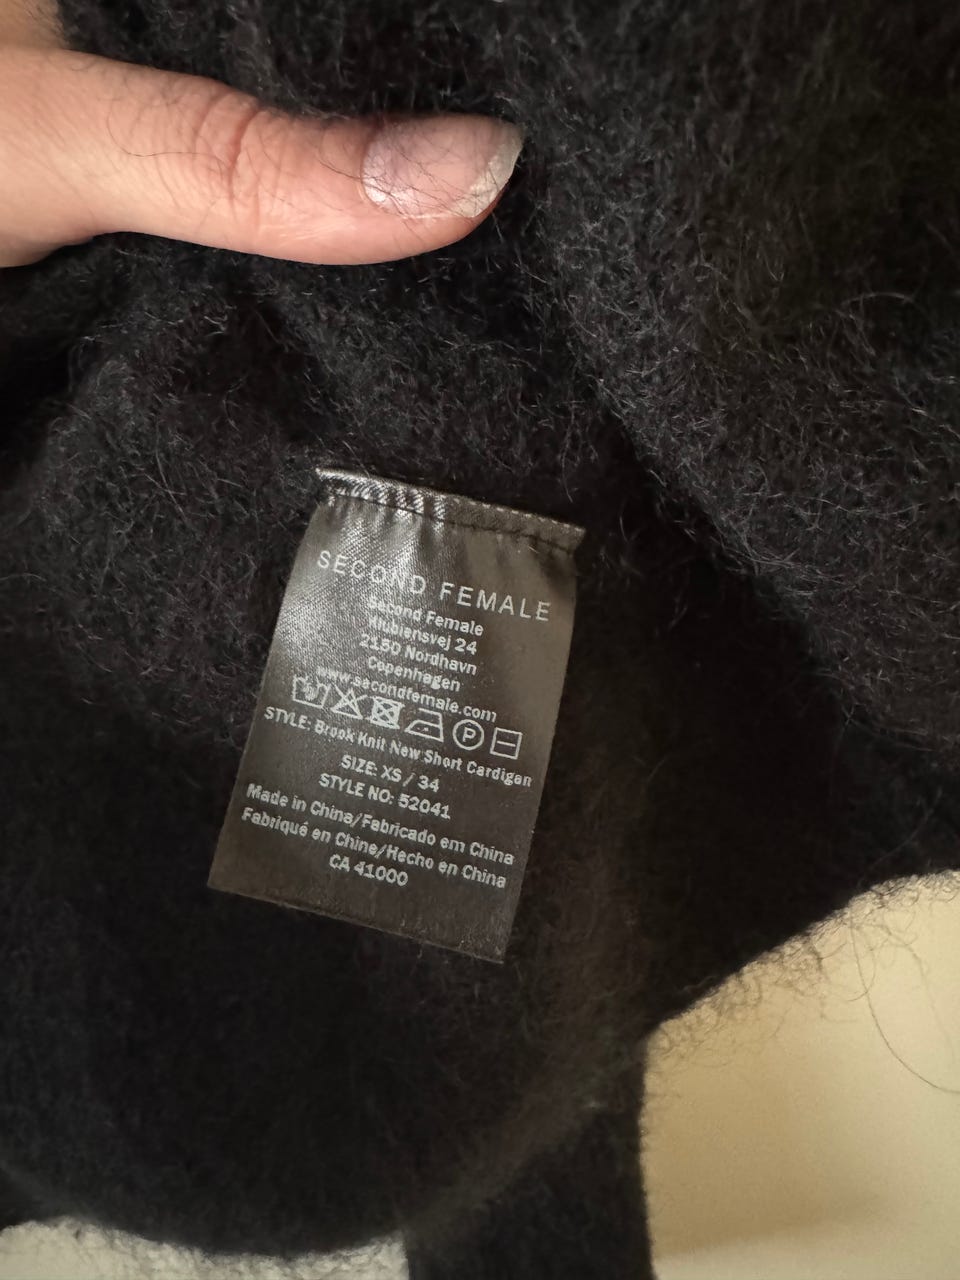 SECOND FEMALE
Second Female
Klubiensvej 24
2150 Nordhavn
Copenhagen
www.secondfemale.com
P
STYLE: Brook Knit New Short Cardigan
SIZE: XS / 34
STYLE NO: 52041
Made in China/Fabricado em China
Fabriqué en Chine/Hecho en China
CA 41000